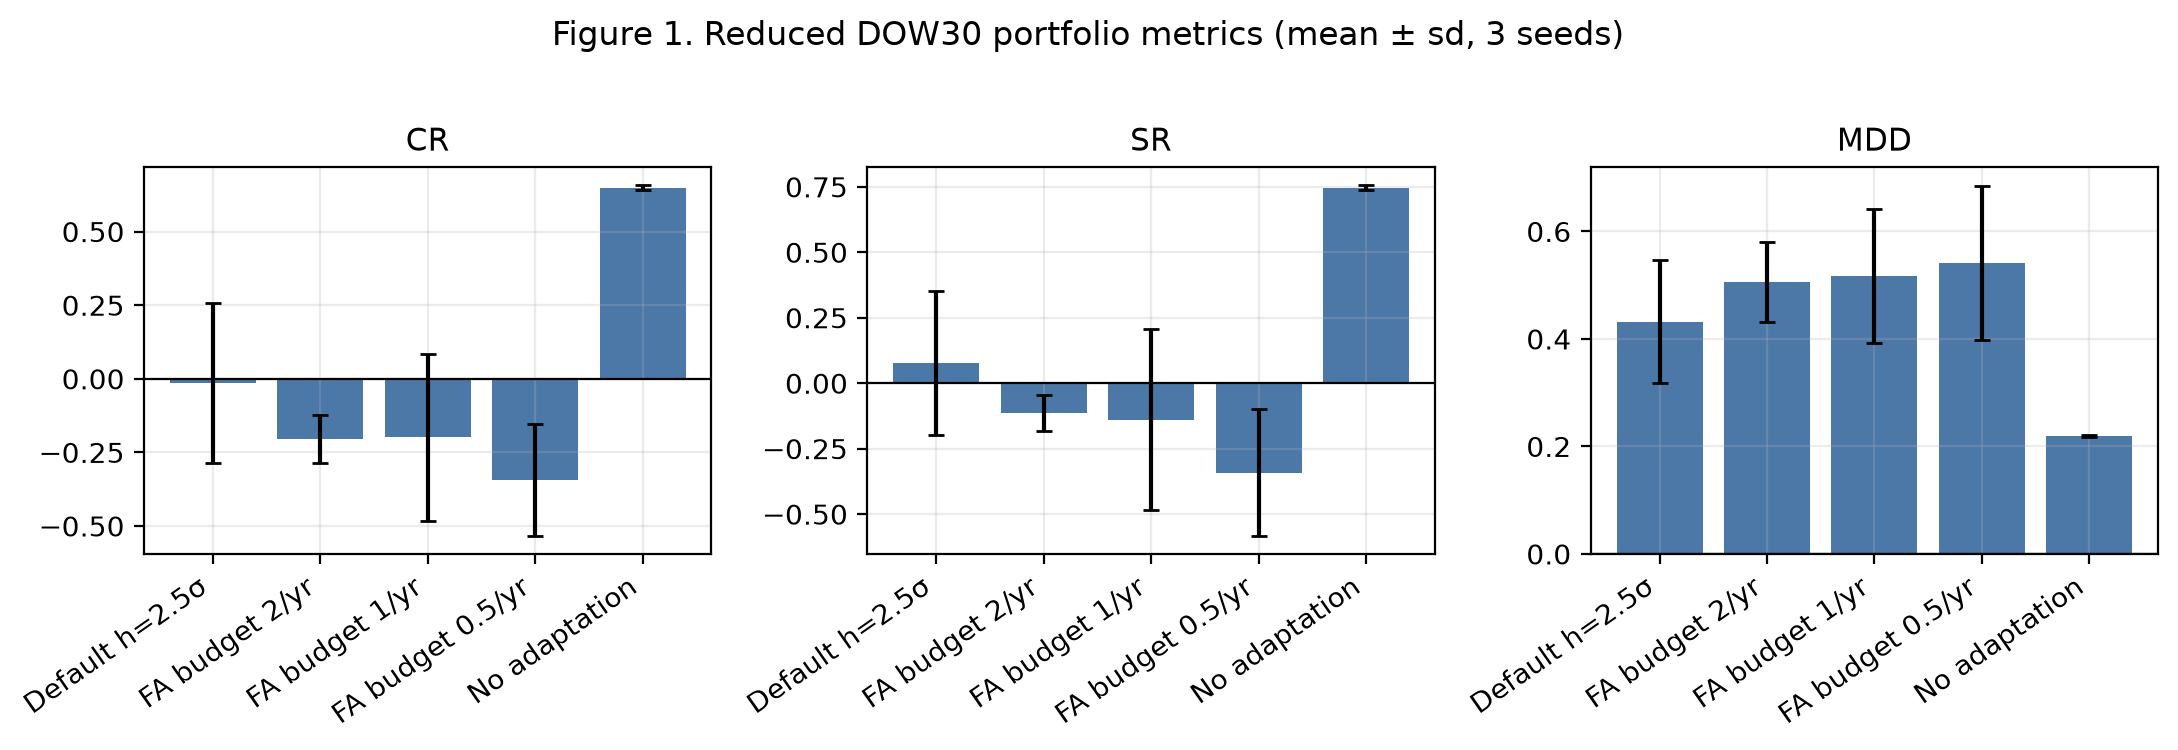 Figure 1. Reduced DOW30 portfolio metrics (mean ± sd, 3 seeds)
CR
0.50
0.25
0.00
−0.25
−0.50
Default h=2.5σ
FA budget 2/yr
FA budget 1/yr
FA budget 0.5/yr
No adaptation
SR
0.75
0.50
0.25
0.00
−0.25
−0.50
Default h=2.5σ
FA budget 2/yr
FA budget 1/yr
FA budget 0.5/yr
No adaptation
MDD
0.6
0.4
0.2
0.0
Default h=2.5σ
FA budget 2/yr
FA budget 1/yr
FA budget 0.5/yr
No adaptation